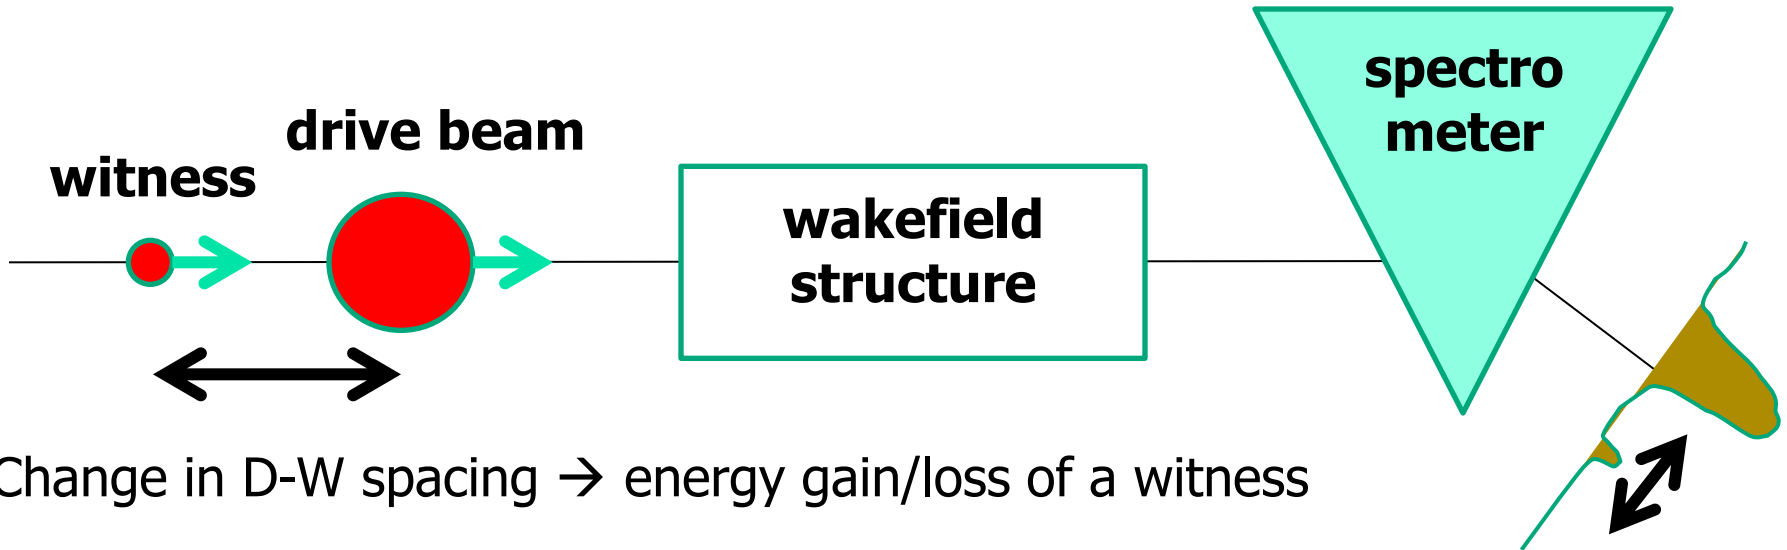 spectro
meter
drive beam
witness
wakefield
structure
Change in D-W spacing → energy gain/loss of a witness